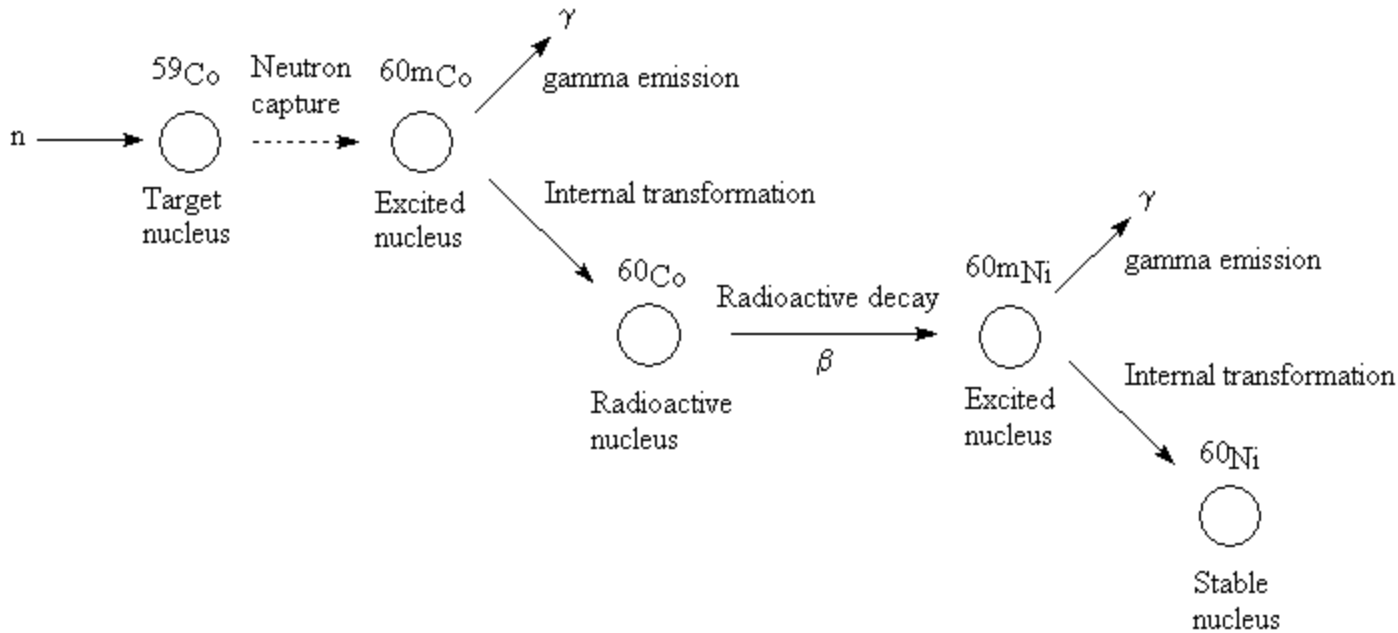 γ
59Co
Neutron
capture
60mCo
gamma emission
n
Target
nucleus
Excited
nucleus
Internal transformation
γ
60Co
Radioactive decay
β
60mNi
gamma emission
Radioactive
nucleus
Excited
nucleus
Internal transformation
60Ni
Stable
nucleus